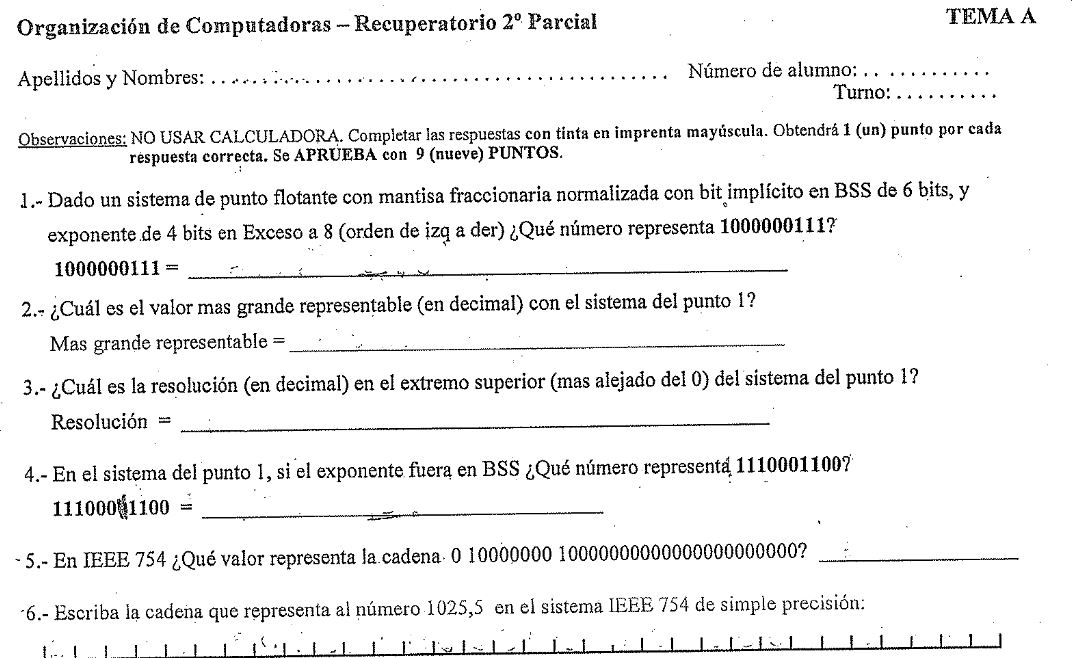 Organización de Computadoras – Recuperatorio 2º Parcial
TEMA A
Apellidos y Nombres: . . . . . . . . . . . . . . . . . . . . . . . . . . . . . . . . . . . . . . . . . . . . Número de alumno: . . . . . . . . . . . . .
Turno: . . . . . . . . . .
Observaciones: NO USAR CALCULADORA. Completar las respuestas con tinta en imprenta mayúscula. Obtendrá 1 (un) punto por cada
respuesta correcta. Se APRUEBA con 9 (nueve) PUNTOS.
1.- Dado un sistema de punto flotante con mantisa fraccionaria normalizada con bit implícito en BSS de 6 bits, y
exponente de 4 bits en Exceso a 8 (orden de izq a der) ¿Qué número representa 1000000111?
1000000111 = ____________________
2.- ¿Cuál es el valor mas grande representable (en decimal) con el sistema del punto 1?
Mas grande representable = ____________________
3.- ¿Cuál es la resolución (en decimal) en el extremo superior (mas alejado del 0) del sistema del punto 1?
Resolución = ____________________
4.- En el sistema del punto 1, si el exponente fuera en BSS ¿Qué número representa 1110001100?
1110001100 = ____________________
5.- En IEEE 754 ¿Qué valor representa la cadena 0 10000000 10000000000000000000000? ____________________
6.- Escriba la cadena que representa al número 1025,5 en el sistema IEEE 754 de simple precisión: